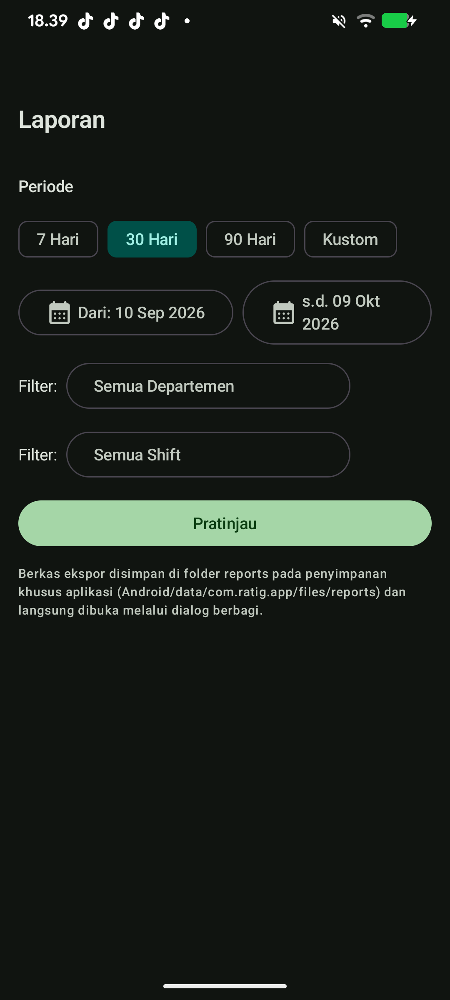 18.39
Laporan
Periode
7 Hari
30 Hari
90 Hari
Kustom
Dari: 10 Sep 2026
s.d. 09 Okt
2026
Filter:
Semua Departemen
Filter:
Semua Shift
Pratinjau
Berkas ekspor disimpan di folder reports pada penyimpanan
khusus aplikasi (Android/data/com.ratig.app/files/reports) dan
langsung dibuka melalui dialog berbagi.